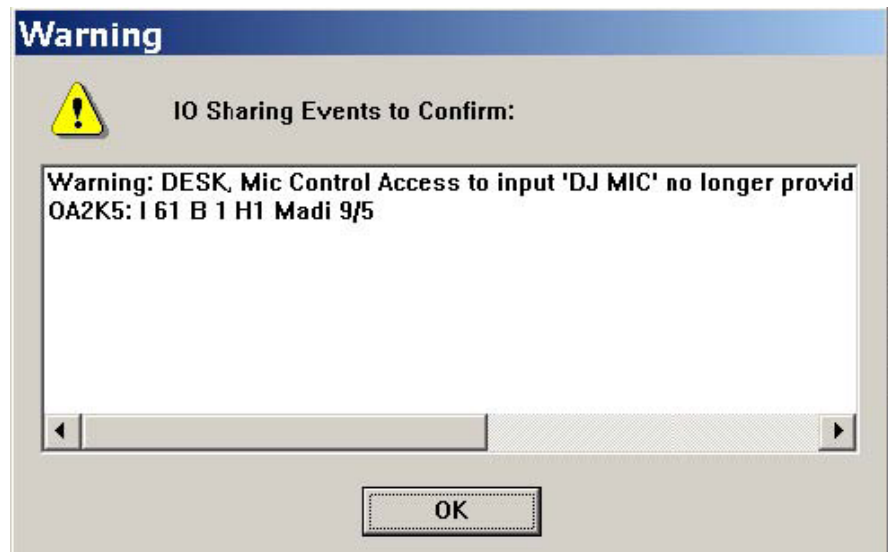 Warning
IO Sharing Events to Confirm:
Warning: DESK, Mic Control Access to input 'DJ MIC' no longer provid
OA2K5: I 61 B 1 H1 Madi 9/5
OK